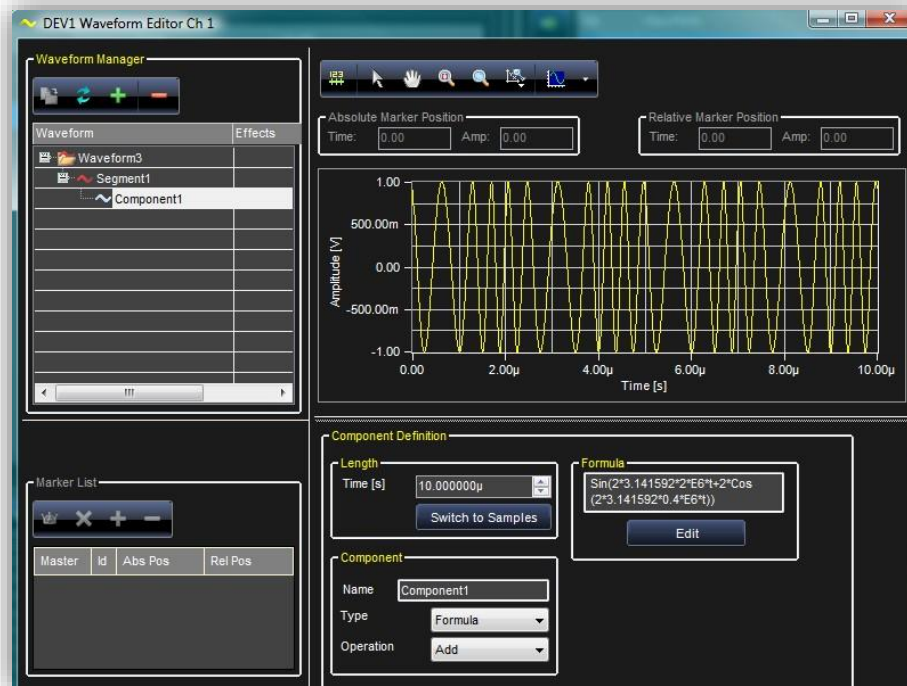 DEV1 Waveform Editor Ch 1
Waveform Manager
Waveform Effects
Waveform3
Segment1
Component1
Absolute Marker Position
Time: 0.00 Amp: 0.00
Relative Marker Position
Time: 0.00 Amp: 0.00
Amplitude [V]
1.00
500.00m
0.00
-500.00m
-1.00
0.00 2.00µ 4.00µ 6.00µ 8.00µ 10.00µ
Time [s]
Marker List
Master Id Abs Pos Rel Pos
Component Definition
Length
Time [s] 10.000000µ
Switch to Samples
Formula
Sin(2*3.141592*2*E6*t+2*Cos
(2*3.141592*0.4*E6*t))
Edit
Component
Name Component1
Type Formula
Operation Add